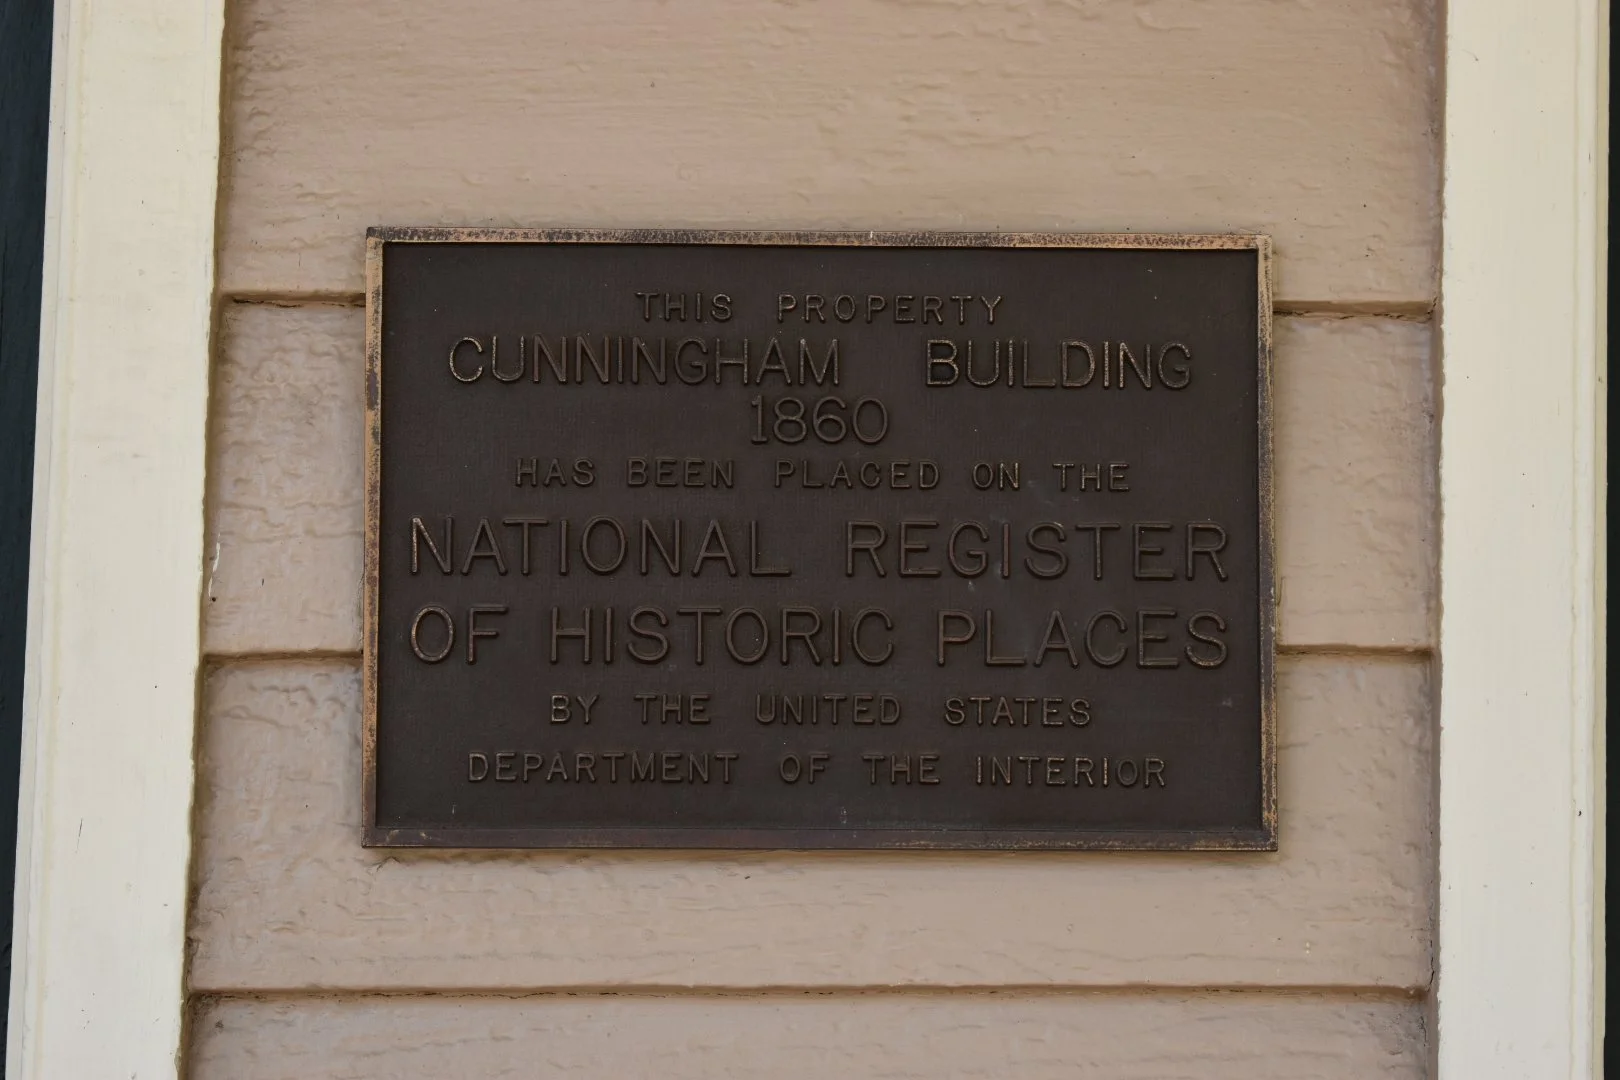 THIS PROPERTY
CUNNINGHAM BUILDING
1860
HAS BEEN PLACED ON THE
NATIONAL REGISTER
OF HISTORIC PLACES
BY THE UNITED STATES
DEPARTMENT OF THE INTERIOR